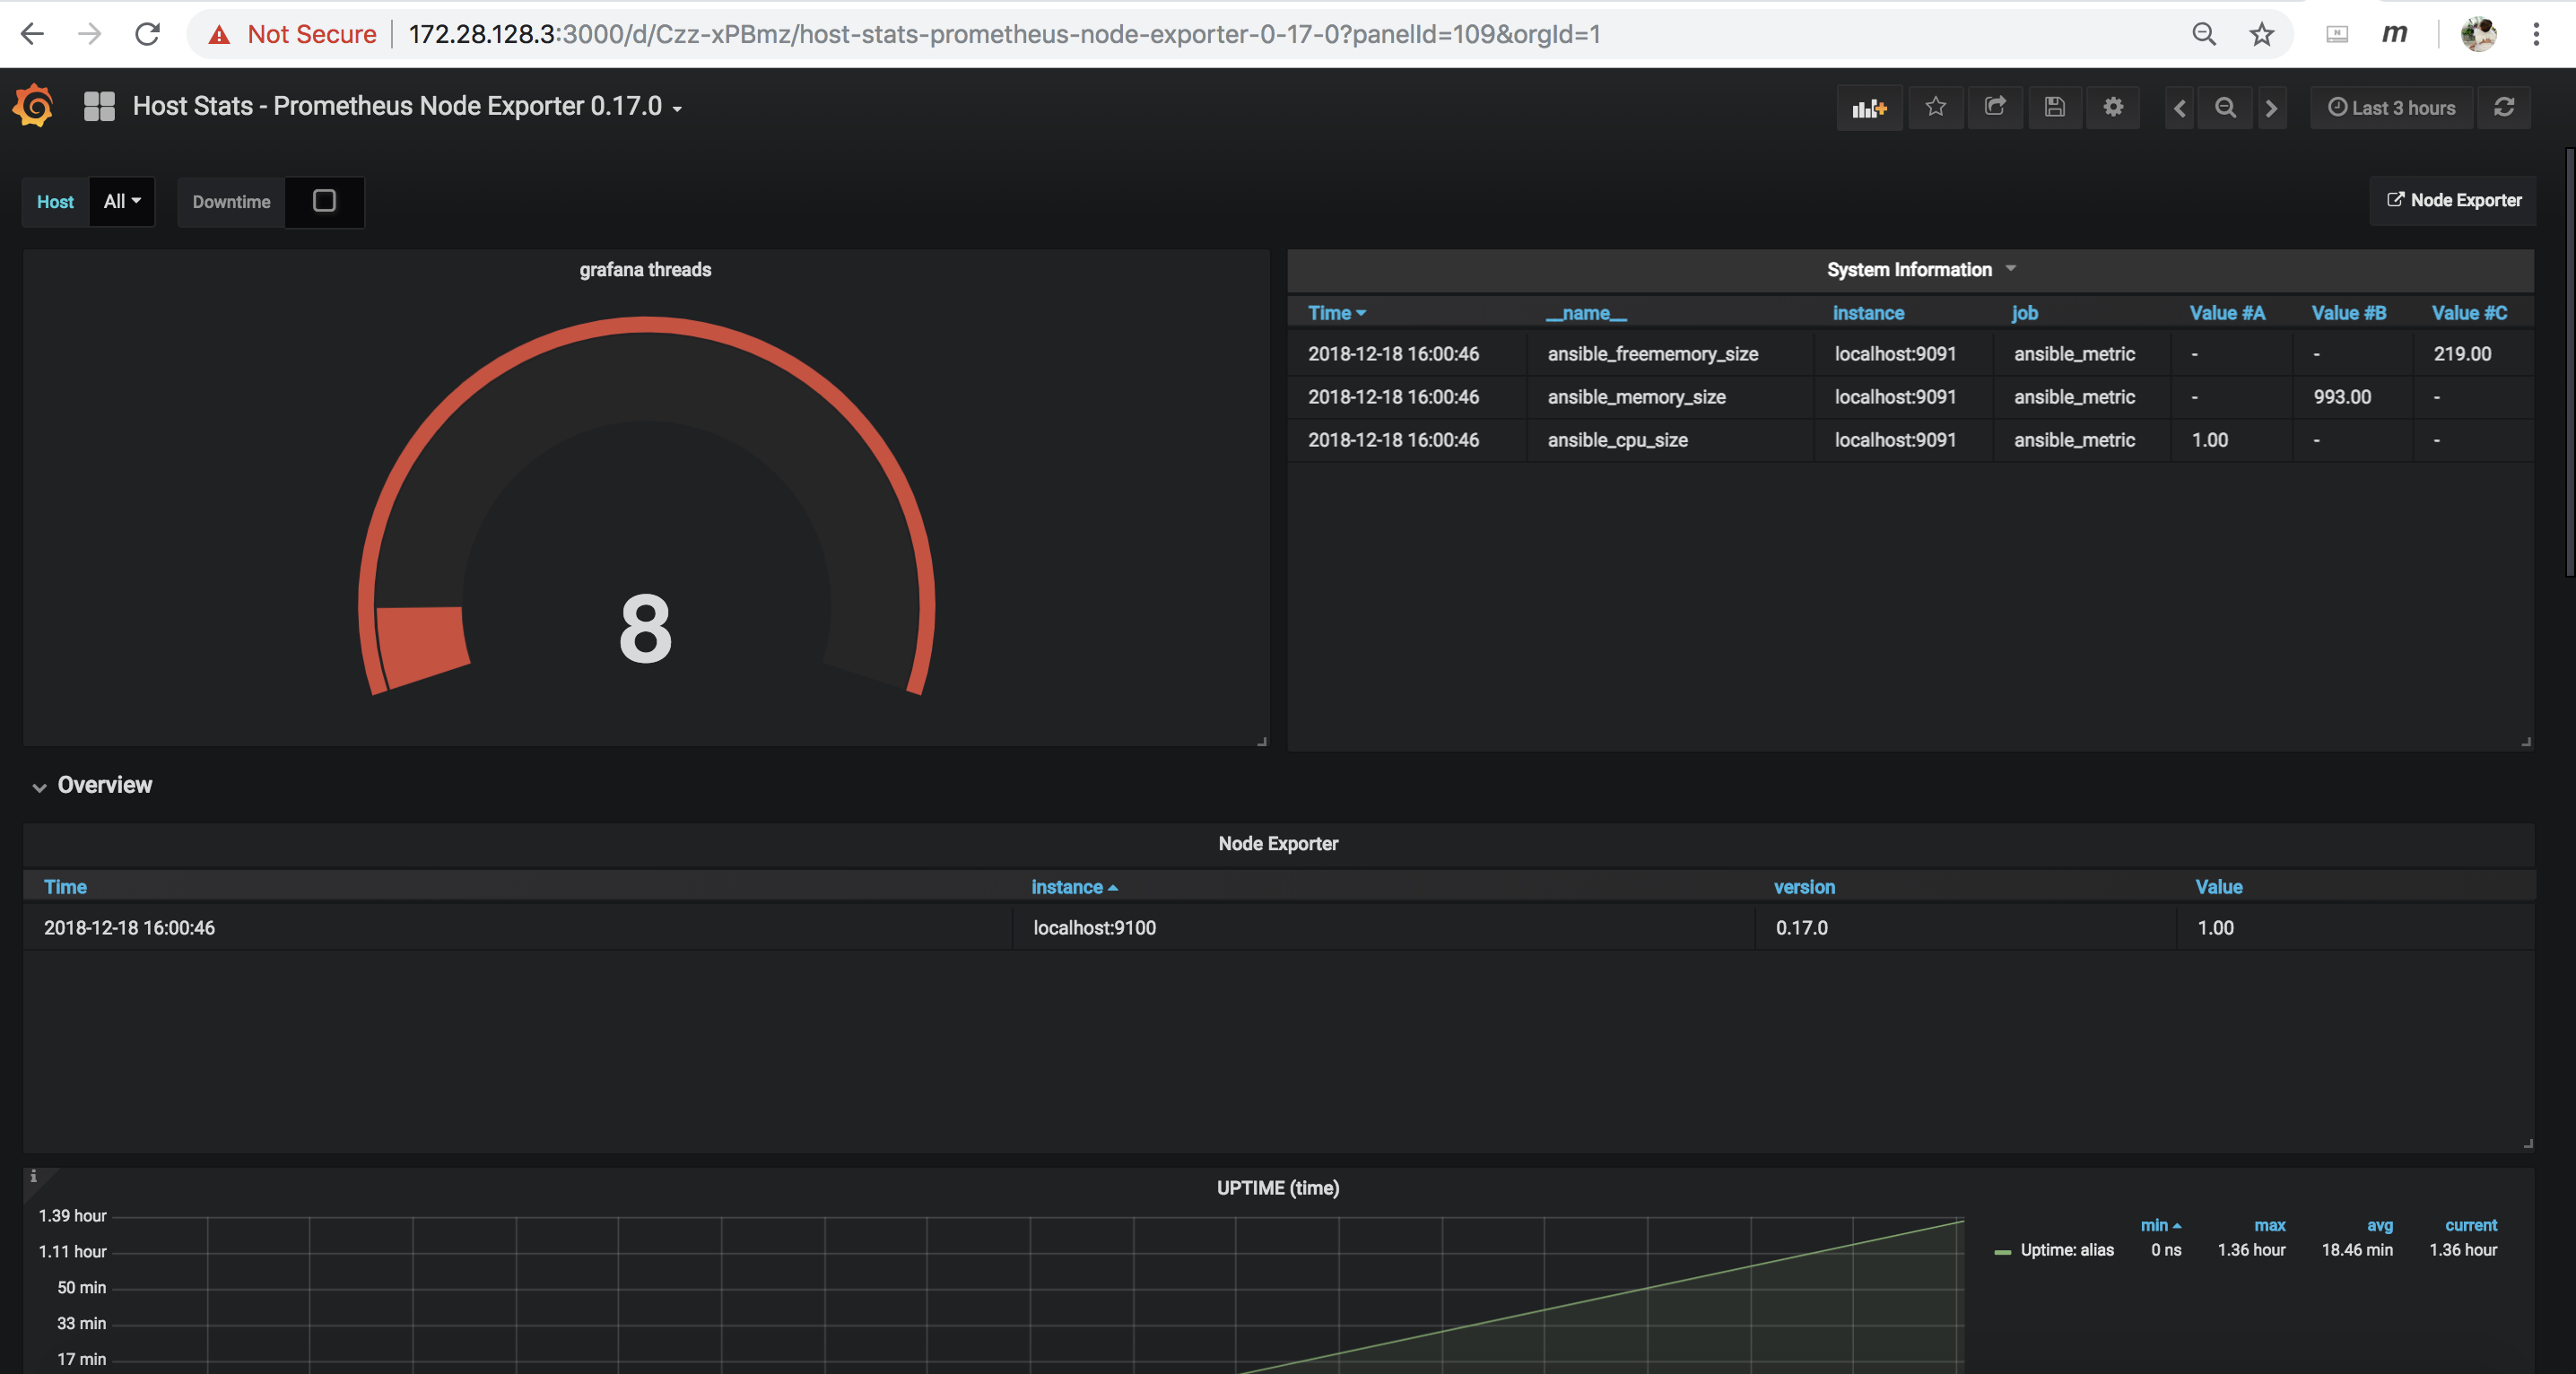 Not Secure 172.28.128.3:3000/d/Czz-xPBmz/host-stats-prometheus-node-exporter-0-17-0?panelId=109&orgId=1
m
Host Stats - Prometheus Node Exporter 0.17.0
Last 3 hours
Host All Downtime
Node Exporter
grafana threads
8
System Information
Time __name__ instance job Value #A Value #B Value #C
2018-12-18 16:00:46 ansible_freememory_size localhost:9091 ansible_metric - - 219.00
2018-12-18 16:00:46 ansible_memory_size localhost:9091 ansible_metric - 993.00 -
2018-12-18 16:00:46 ansible_cpu_size localhost:9091 ansible_metric 1.00 - -
Overview
Node Exporter
Time instance version Value
2018-12-18 16:00:46 localhost:9100 0.17.0 1.00
i
UPTIME (time)
1.39 hour
1.11 hour
50 min
33 min
17 min
min max avg current
Uptime: alias 0 ns 1.36 hour 18.46 min 1.36 hour